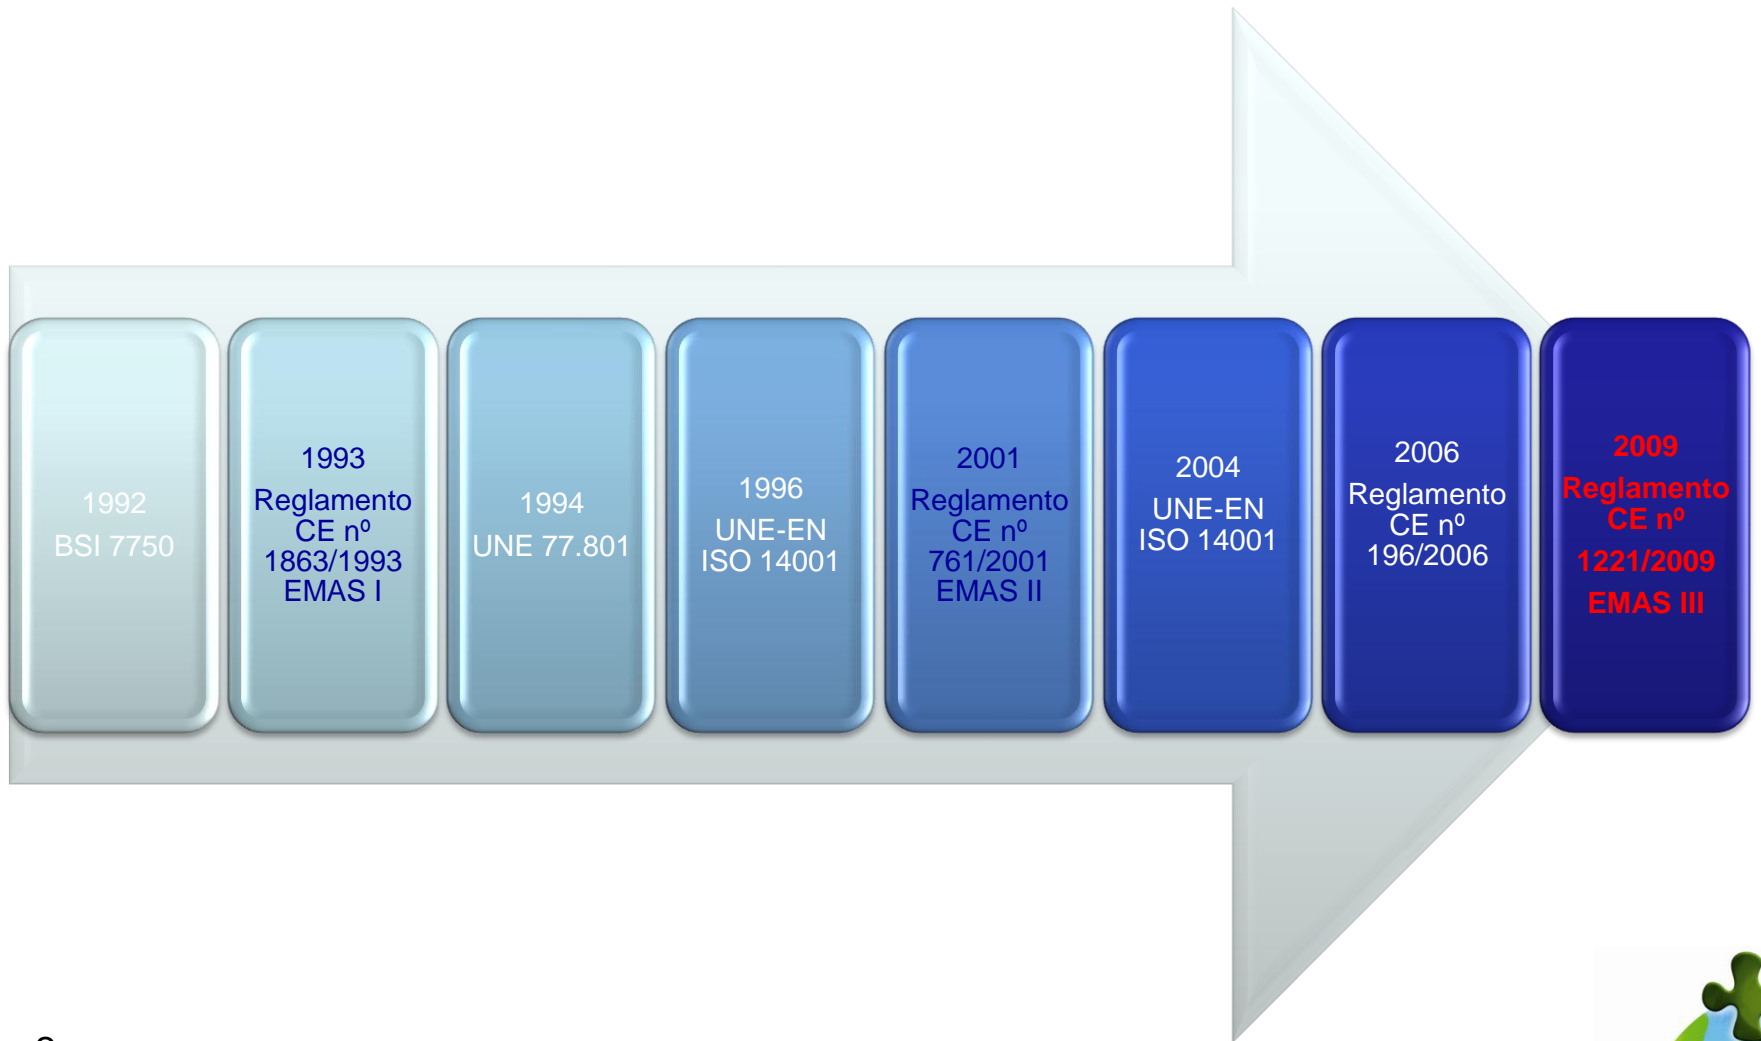 1992
BSI 7750
1993
Reglamento
CE nº
1863/1993
EMAS I
1994
UNE 77.801
1996
UNE-EN
ISO 14001
2001
Reglamento
CE nº
761/2001
EMAS II
2004
UNE-EN
ISO 14001
2006
Reglamento
CE nº
196/2006
2009
Reglamento
CE nº
1221/2009
EMAS III